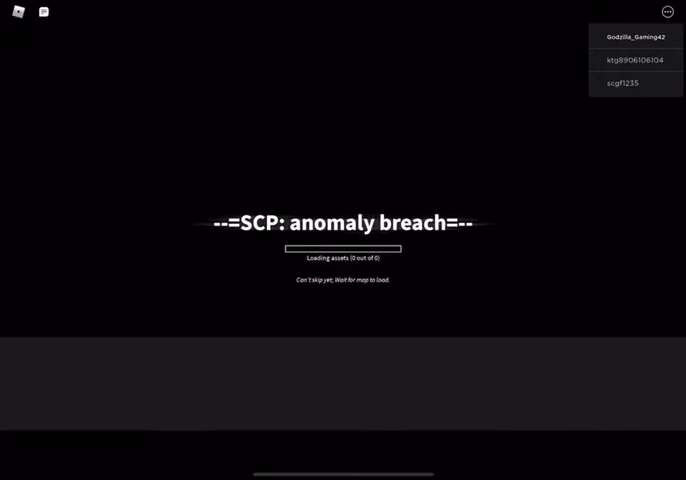 Godzilla_Gaming42
ktg8906106104
scgf1235
--=SCP: anomaly breach=--
Loading assets (0 out of 0)
Can't skip yet; Wait for map to load.